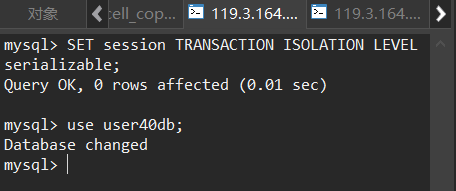 对象
cell_cop...
119.3.164....
119.3.164....
mysql> SET session TRANSACTION ISOLATION LEVEL
serializable;
Query OK, 0 rows affected (0.01 sec)
mysql> use user40db;
Database changed
mysql>